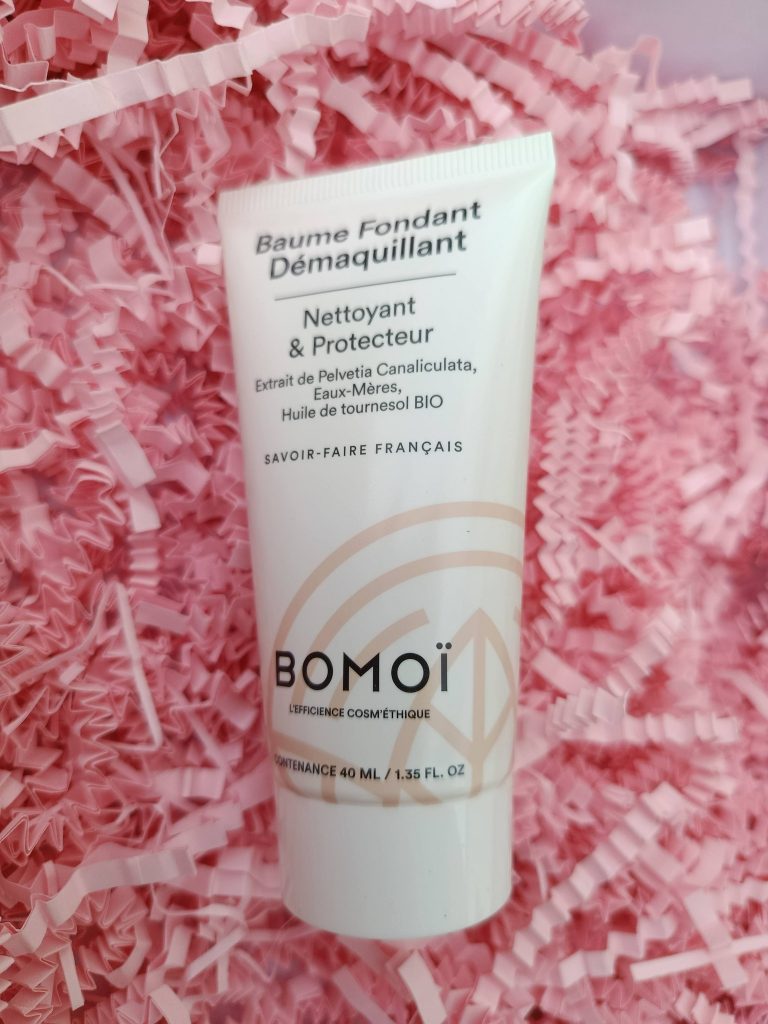 Baume Fondant
Démaquillant
Nettoyant
& Protecteur
Extrait de Pelvetia Canaliculata,
Eaux-Mères,
Huile de tournesol BIO
SAVOIR-FAIRE FRANÇAIS
BOMOÏ
L'EFFICIENCE COSM'ÉTHIQUE
CONTENANCE 40 ML / 1.35 FL. OZ